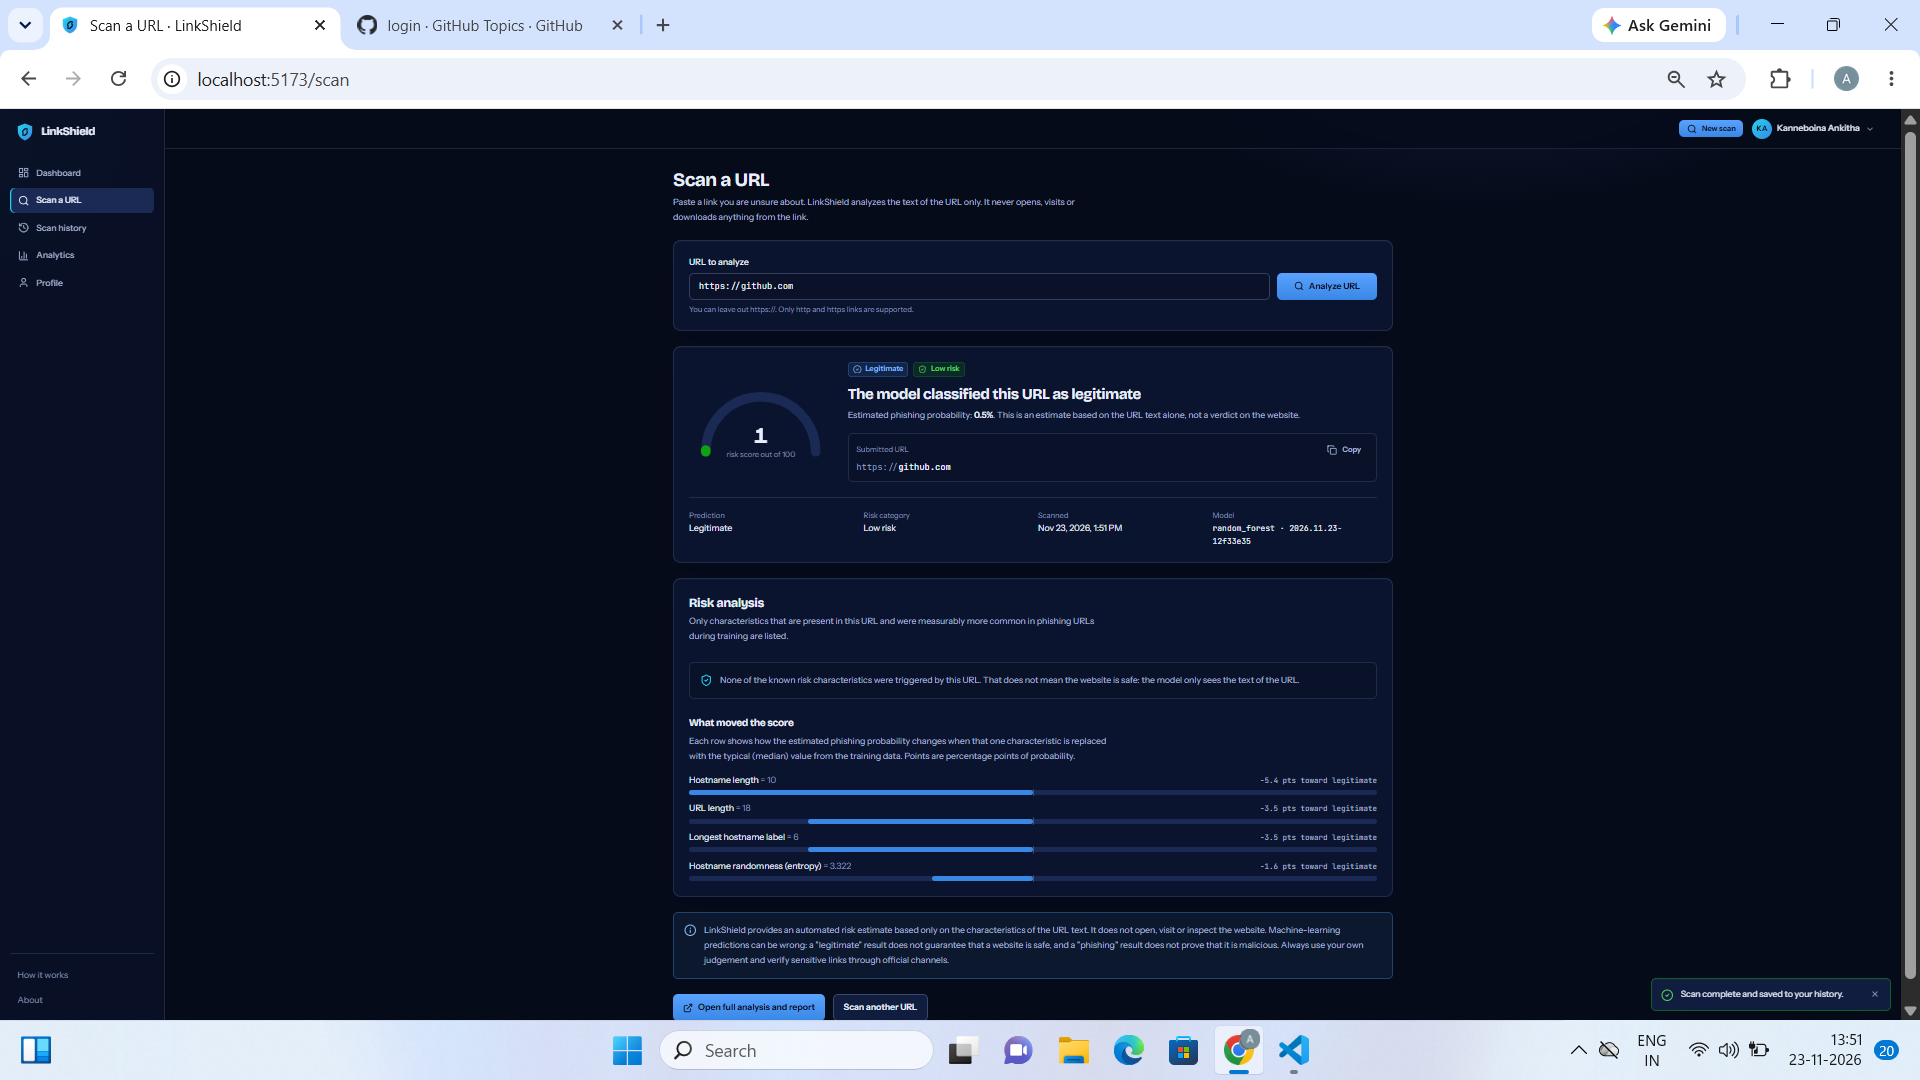 Scan a URL · LinkShield
login · GitHub Topics · GitHub
Ask Gemini
localhost:5173/scan
A
LinkShield
New scan
KA
Kanneboina Ankitha
Dashboard
Scan a URL
Scan history
Analytics
Profile
Scan a URL
Paste a link you are unsure about. LinkShield analyzes the text of the URL only. It never opens, visits or
downloads anything from the link.
URL to analyze
https://github.com
Analyze URL
You can leave out https://. Only http and https links are supported.
Legitimate
Low risk
The model classified this URL as legitimate
1
risk score out of 100
Estimated phishing probability: 0.5%. This is an estimate based on the URL text alone, not a verdict on the website.
Submitted URL
Copy
https://github.com
Prediction
Legitimate
Risk category
Low risk
Scanned
Nov 23, 2026, 1:51 PM
Model
random_forest · 2026.11.23-
12f33e35
Risk analysis
Only characteristics that are present in this URL and were measurably more common in phishing URLs
during training are listed.
None of the known risk characteristics were triggered by this URL. That does not mean the website is safe: the model only sees the text of the URL.
What moved the score
Each row shows how the estimated phishing probability changes when that one characteristic is replaced
with the typical (median) value from the training data. Points are percentage points of probability.
Hostname length = 10
-5.4 pts toward legitimate
URL length = 18
-3.5 pts toward legitimate
Longest hostname label = 6
-3.5 pts toward legitimate
Hostname randomness (entropy) = 3.322
-1.6 pts toward legitimate
LinkShield provides an automated risk estimate based only on the characteristics of the URL text. It does not open, visit or inspect the website. Machine-learning
predictions can be wrong: a "legitimate" result does not guarantee that a website is safe, and a "phishing" result does not prove that it is malicious. Always use your own
judgement and verify sensitive links through official channels.
Open full analysis and report
Scan another URL
How it works
About
Scan complete and saved to your history.
Search
A
ENG
IN
13:51
23-11-2026
20